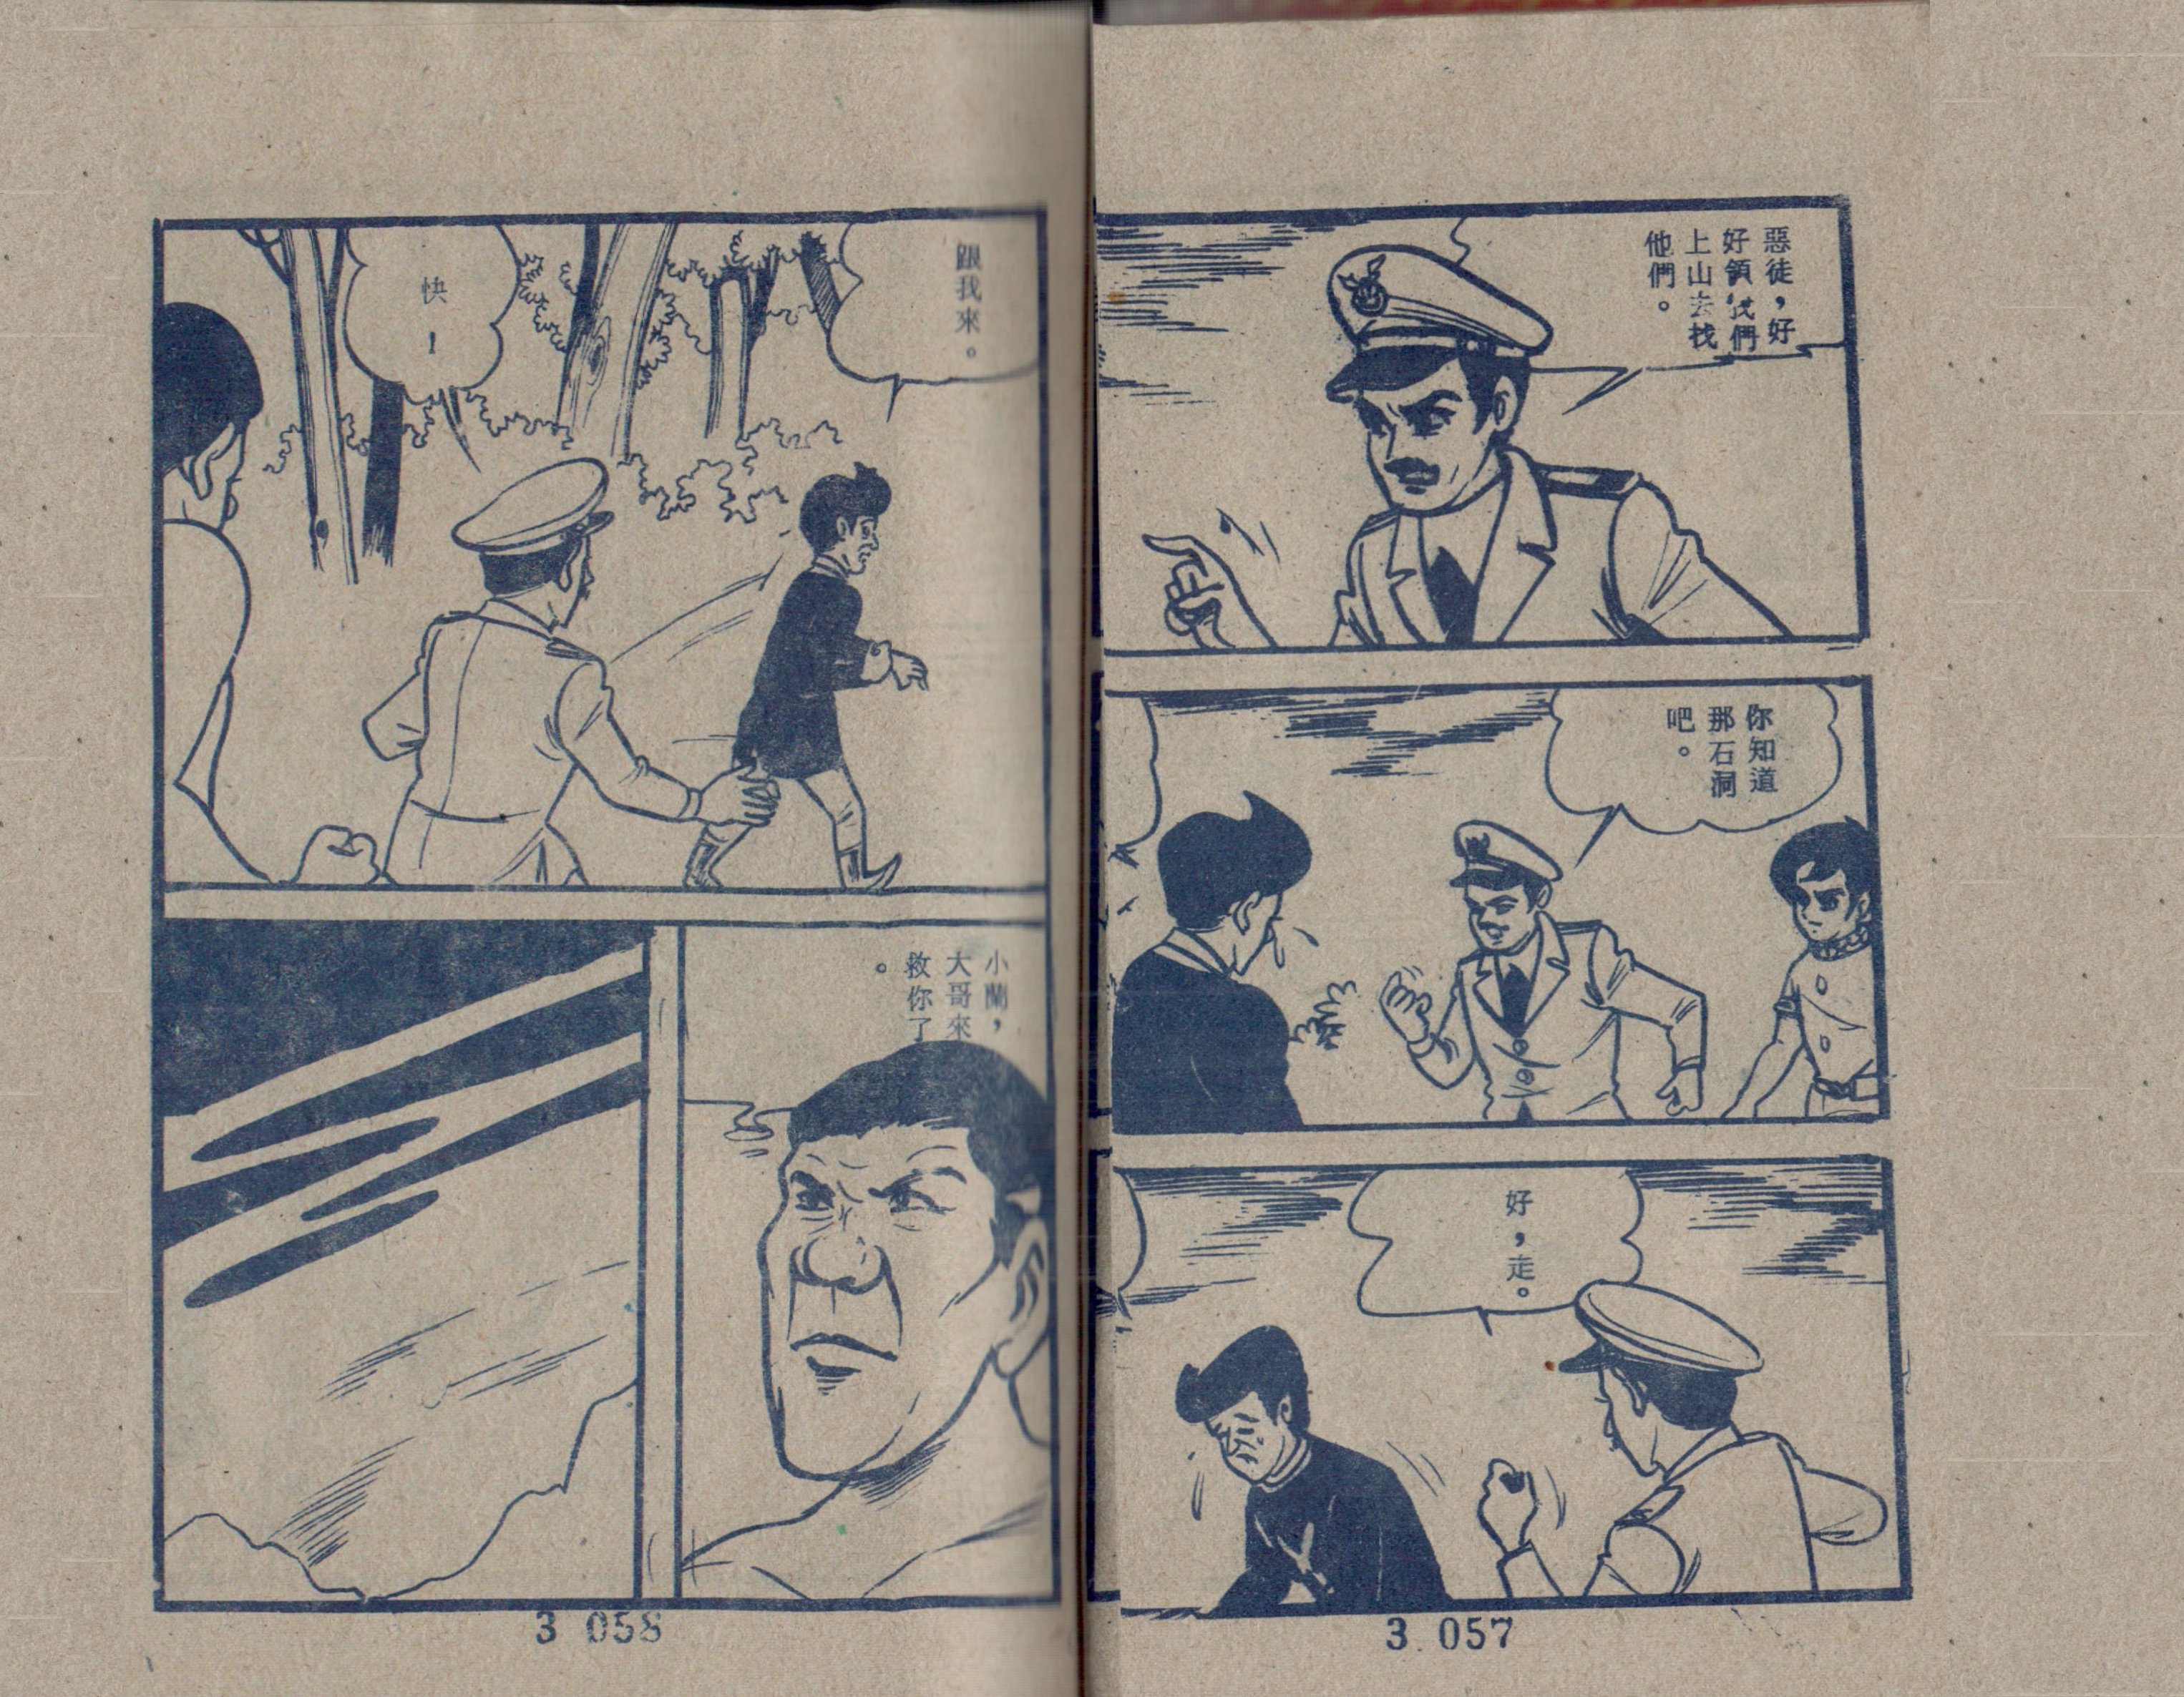 惡徒，好
好領我們
上山去找
他們。
你知道
那石洞
吧。
好，走。
3 057
跟我來。
快！
小蘭，
大哥來
救你了
。
3 058